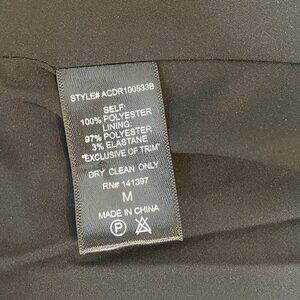 STYLE# ACDR100533B
SELF:
100% POLYESTER
LINING:
97% POLYESTER
3% ELASTANE
"EXCLUSIVE OF TRIM"
DRY CLEAN ONLY
RN# 141397
M
MADE IN CHINA
P